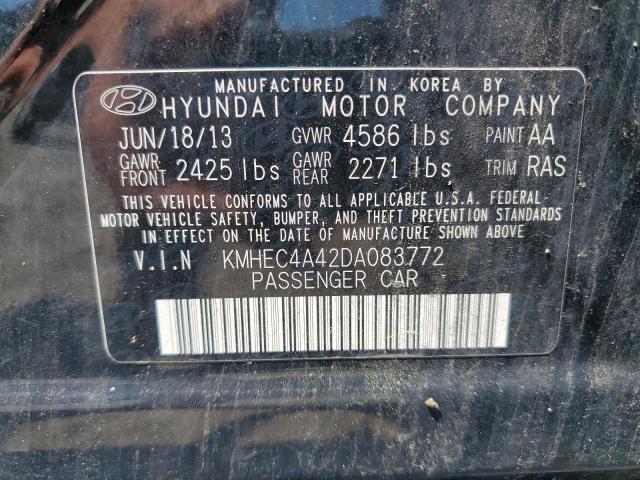 MANUFACTURED IN KOREA BY
HYUNDAI MOTOR COMPANY
JUN/18/13 GVWR 4586 lbs PAINT AA
GAWR FRONT 2425 lbs GAWR REAR 2271 lbs TRIM RAS
THIS VEHICLE CONFORMS TO ALL APPLICABLE U.S.A. FEDERAL
MOTOR VEHICLE SAFETY, BUMPER, AND THEFT PREVENTION STANDARDS
IN EFFECT ON THE DATE OF MANUFACTURE SHOWN ABOVE.
V.I.N KMHEC4A42DA083772
PASSENGER CAR